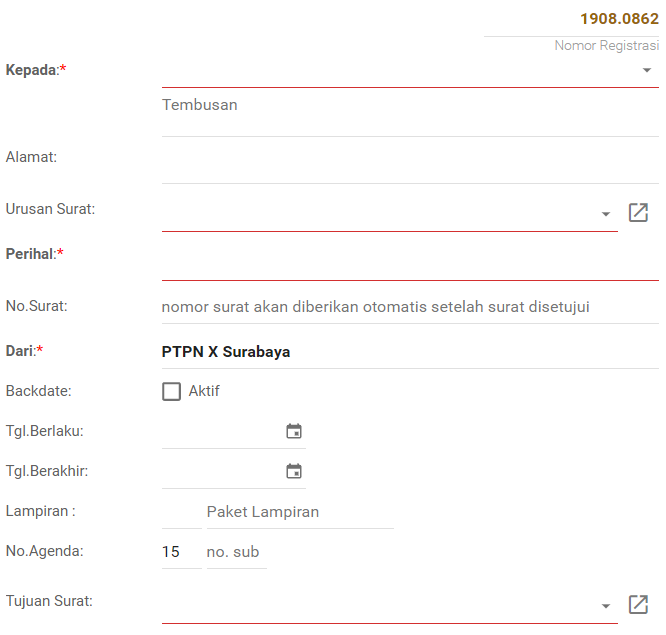 1908.0862
Nomor Registrasi
Kepada:*
Tembusan
Alamat:
Urusan Surat:
Perihal:*
No.Surat: nomor surat akan diberikan otomatis setelah surat disetujui
Dari:* PTPN X Surabaya
Backdate: Aktif
Tgl.Berlaku:
Tgl.Berakhir:
Lampiran : Paket Lampiran
No.Agenda: 15 no. sub
Tujuan Surat: